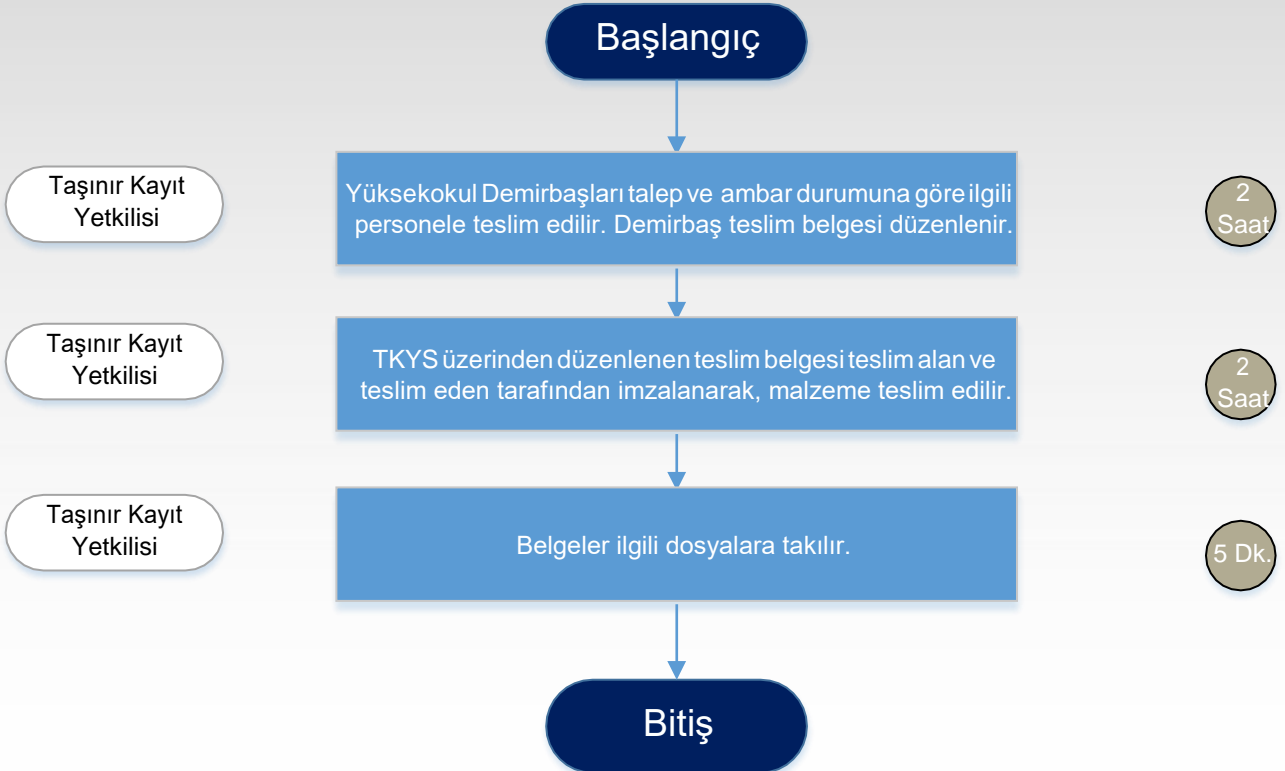 Başlangıç
Taşınır Kayıt
Yetkilisi
Yüksekokul Demirbaşları talep ve ambar durumuna göre ilgili
personele teslim edilir. Demirbaş teslim belgesi düzenlenir.
2
Saat
Taşınır Kayıt
Yetkilisi
TKYS üzerinden düzenlenen teslim belgesi teslim alan ve
teslim eden tarafından imzalanarak, malzeme teslim edilir.
2
Saat
Taşınır Kayıt
Yetkilisi
Belgeler ilgili dosyalara takılır.
5 Dk.
Bitiş